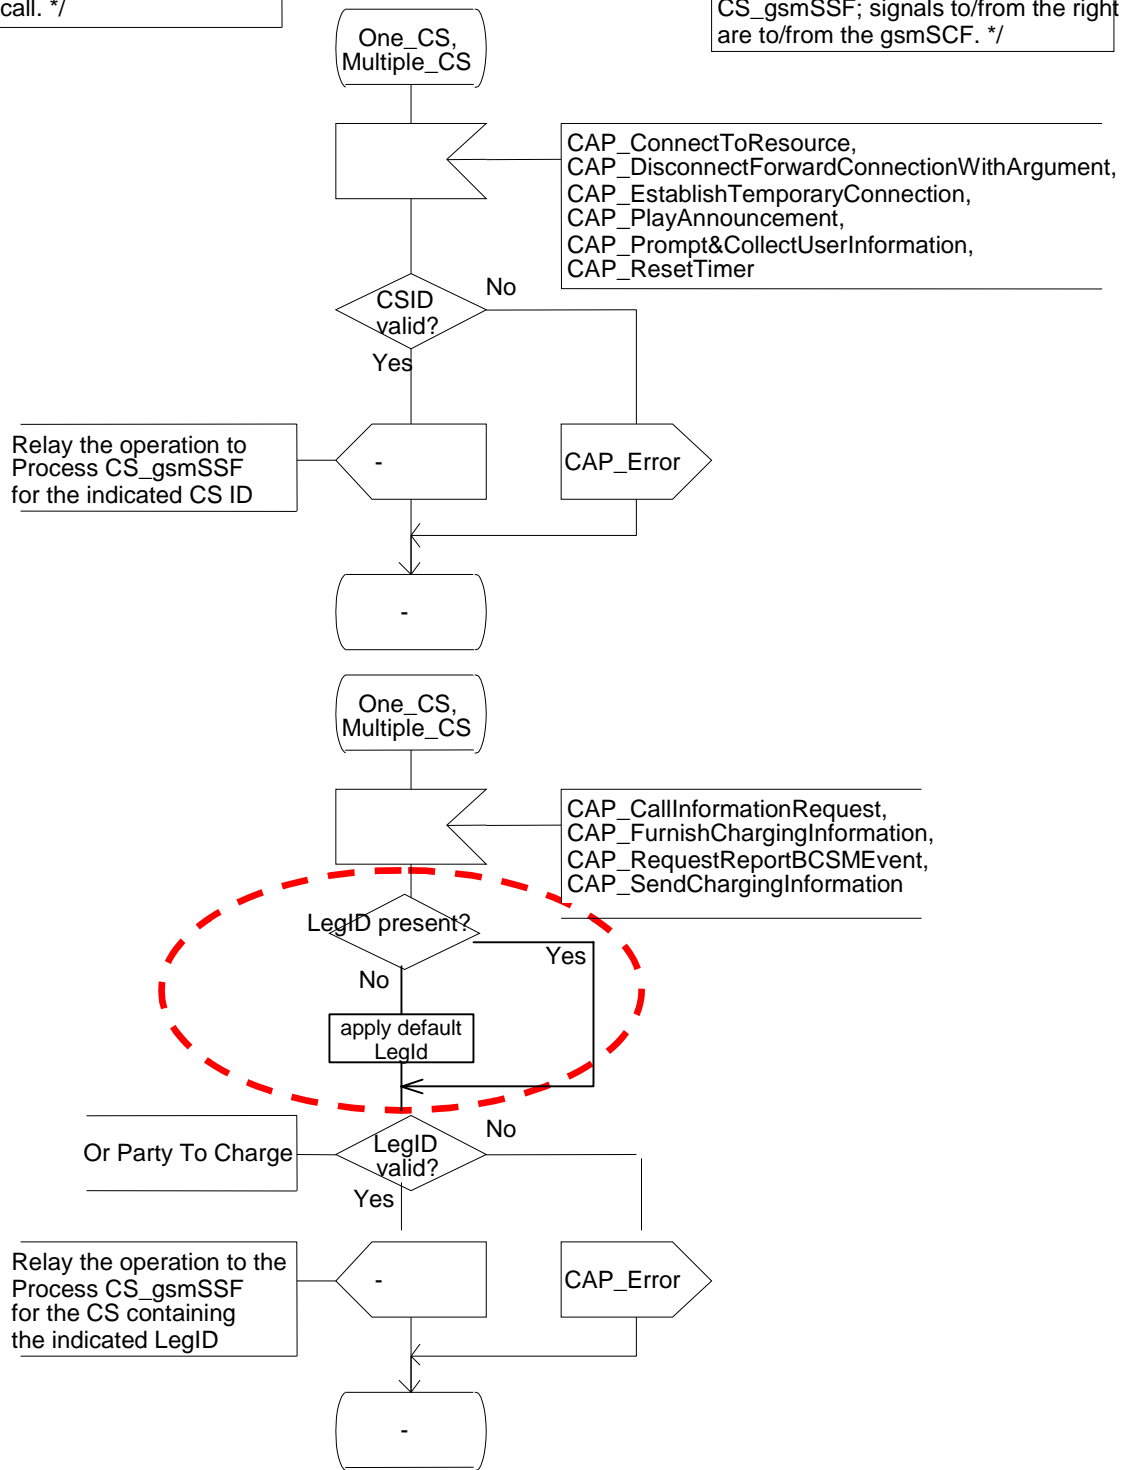 call. */
CS_gsmSSF; signals to/from the right
are to/from the gsmSCF. */
One_CS,
Multiple_CS
CAP_ConnectToResource,
CAP_DisconnectForwardConnectionWithArgument,
CAP_EstablishTemporaryConnection,
CAP_PlayAnnouncement,
CAP_Prompt&CollectUserInformation,
CAP_ResetTimer
CSID
valid?
No
Yes
Relay the operation to
Process CS_gsmSSF
for the indicated CS ID
-
CAP_Error
-
One_CS,
Multiple_CS
CAP_CallInformationRequest,
CAP_FurnishChargingInformation,
CAP_RequestReportBCSMEvent,
CAP_SendChargingInformation
LegID present?
Yes
No
apply default
LegId
Or Party To Charge
LegID
valid?
No
Yes
Relay the operation to the
Process CS_gsmSSF
for the CS containing
the indicated LegID
-
CAP_Error
-